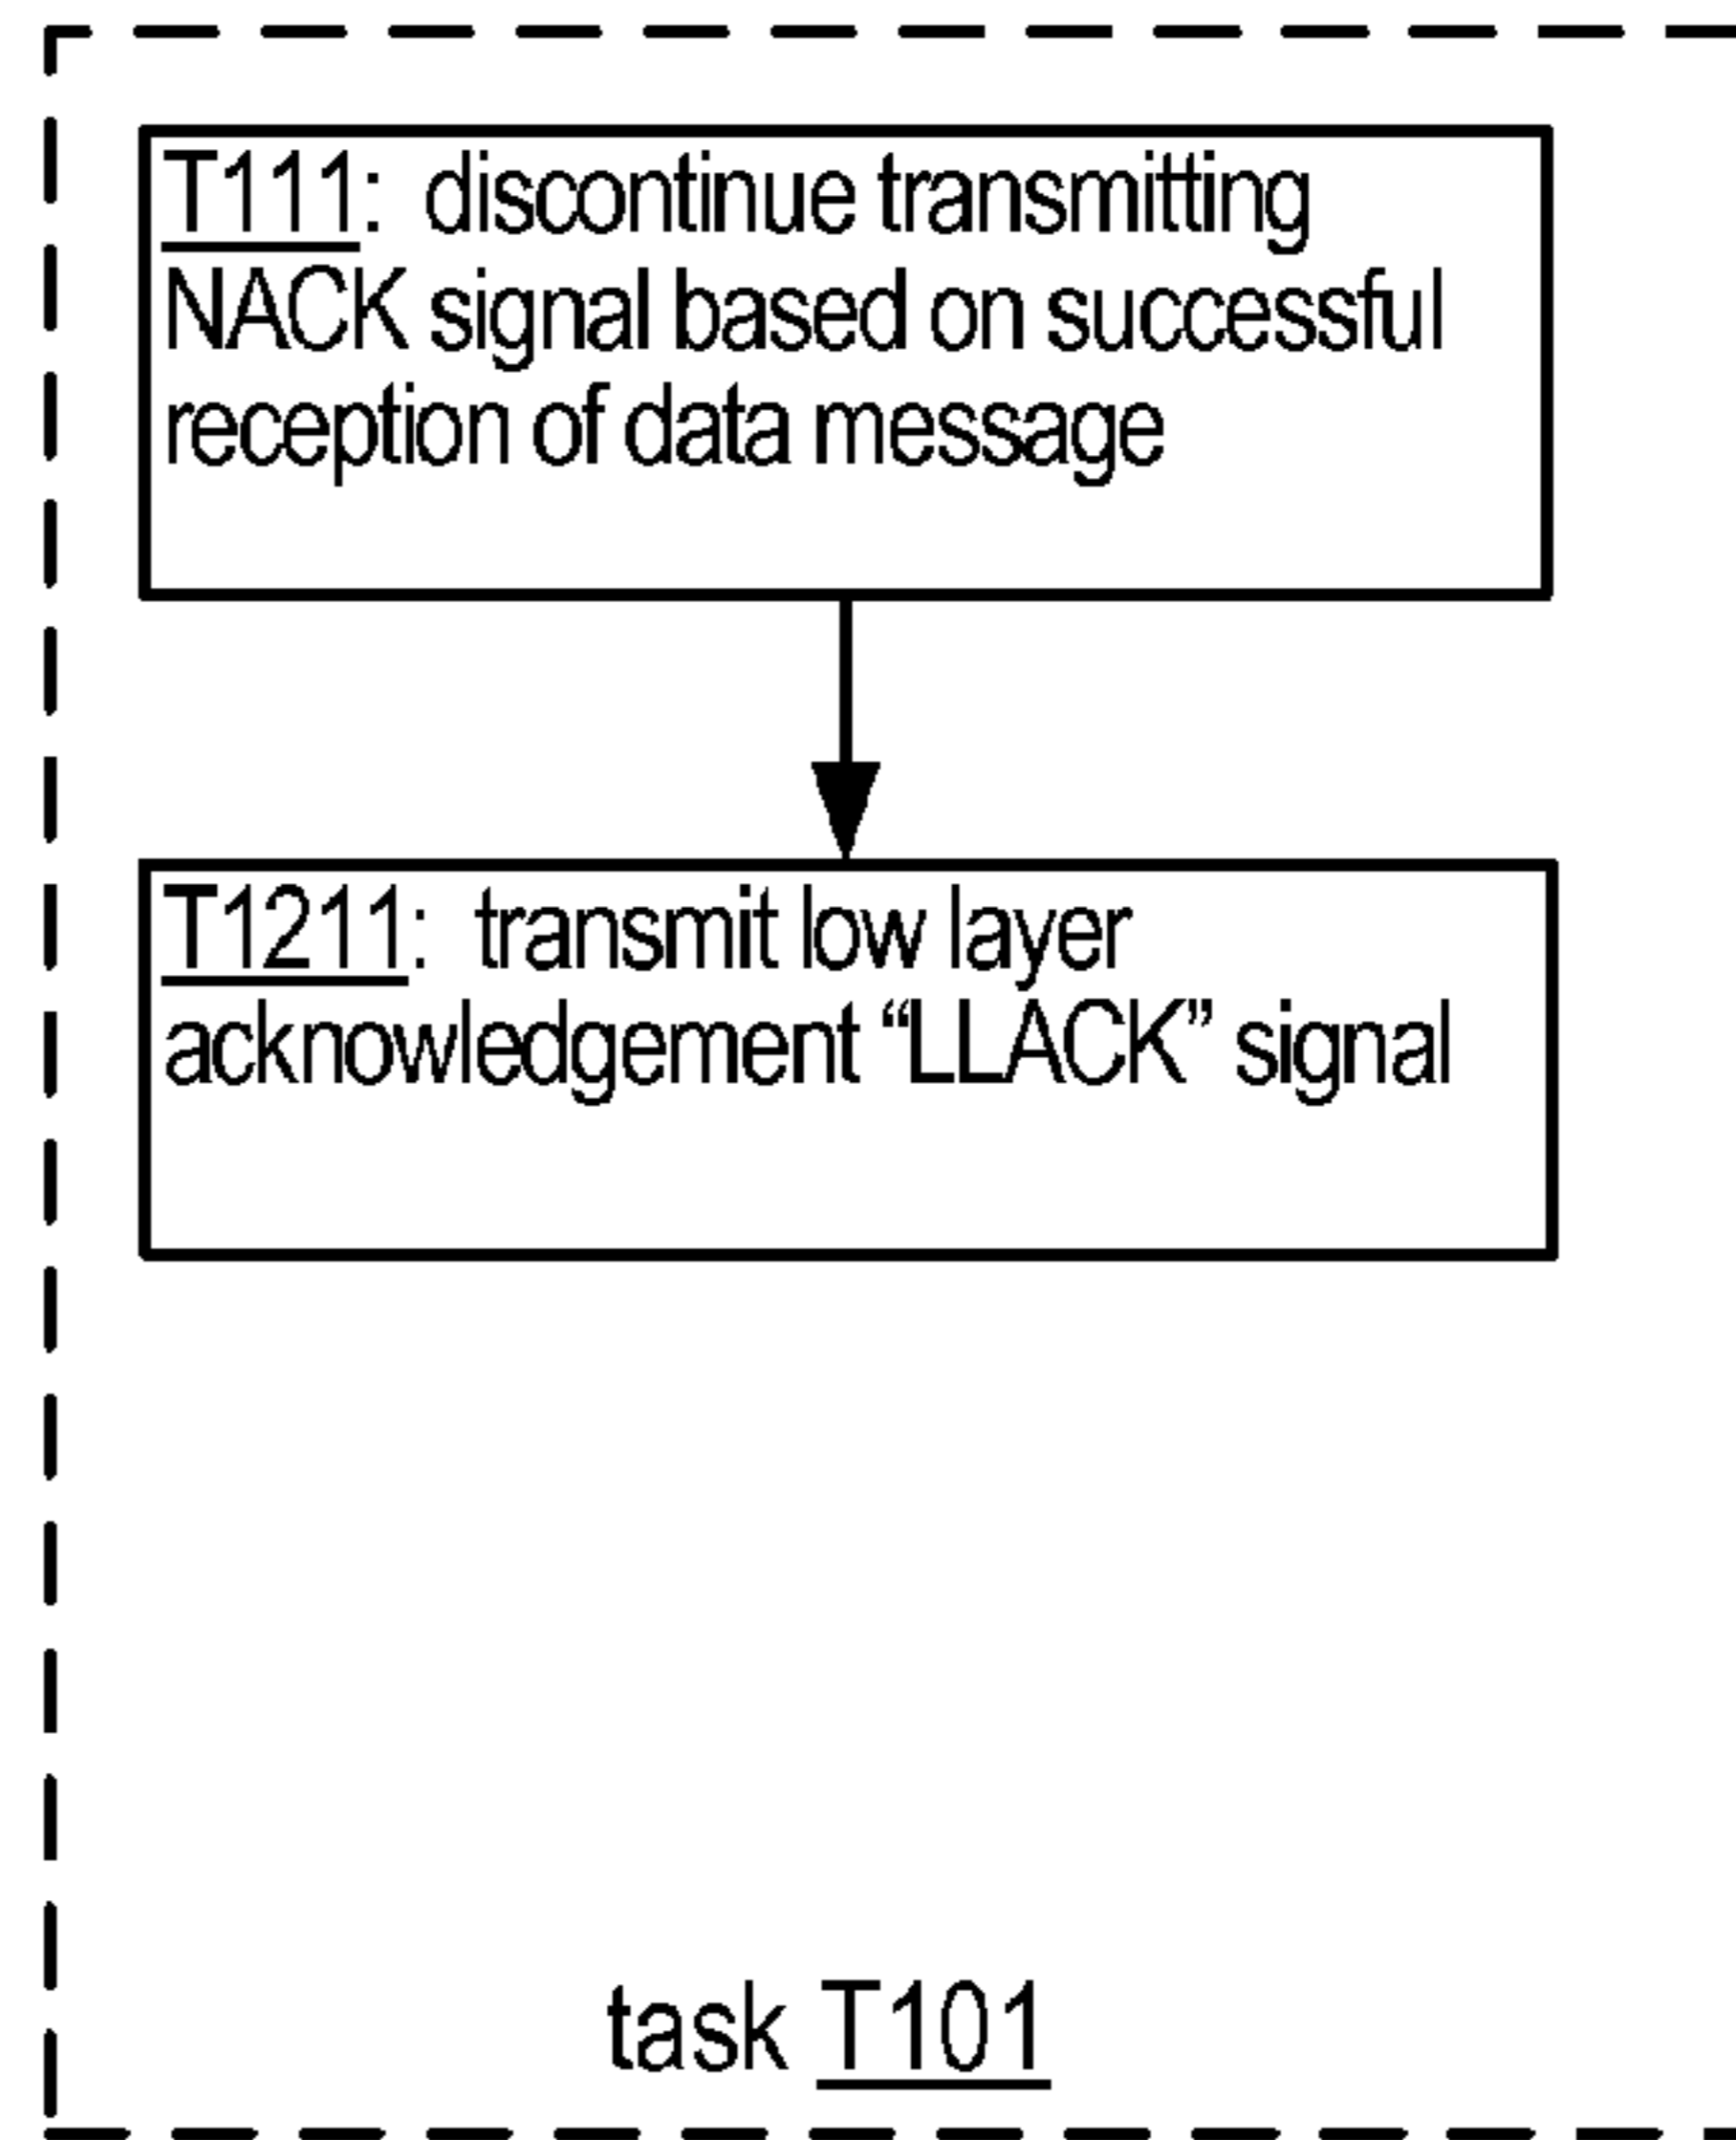 T111: discontinue transmitting
NACK signal based on successful
reception of data message
T1211: transmit low layer
acknowledgement “LLACK” signal
task T101